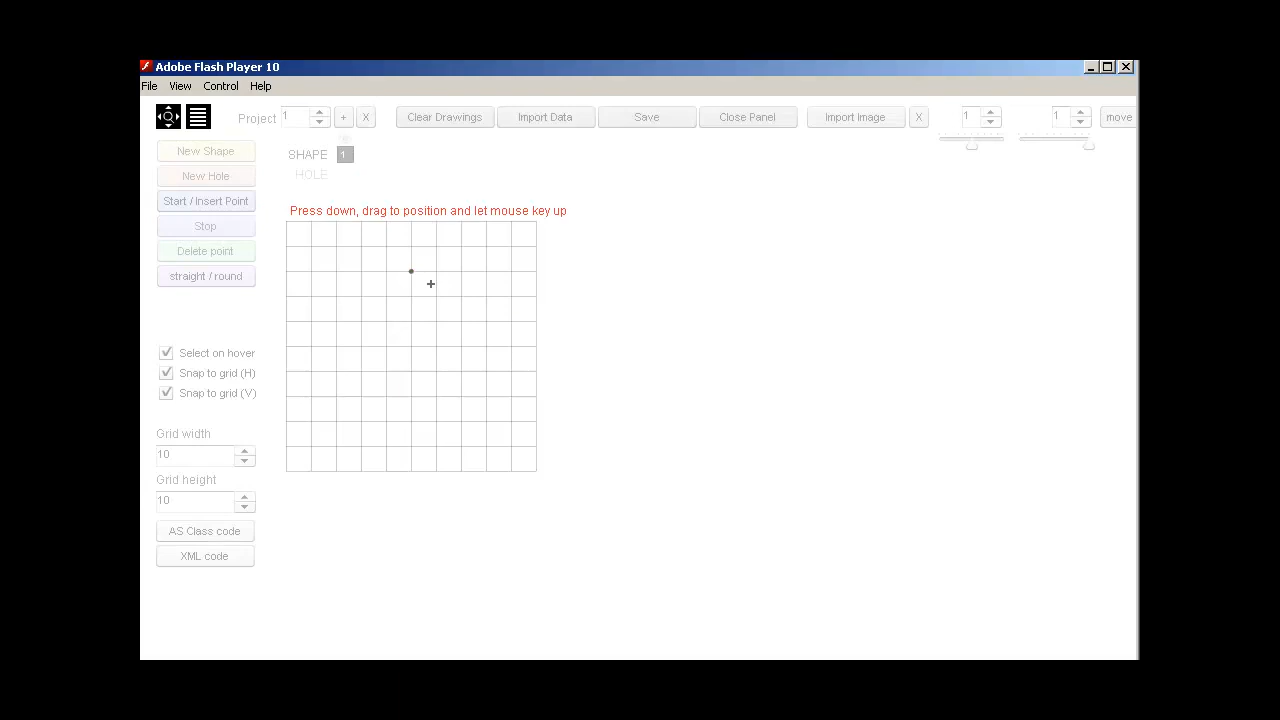 Adobe Flash Player 10
File View Control Help
Project 1 + X Clear Drawings Import Data Save Close Panel Import Image X 1 1 move
New Shape SHAPE 1
New Hole HOLE
Start / Insert Point
Press down, drag to position and let mouse key up
Stop
Delete point
straight / round
Select on hover
Snap to grid (H)
Snap to grid (V)
Grid width
10
Grid height
10
AS Class code
XML code